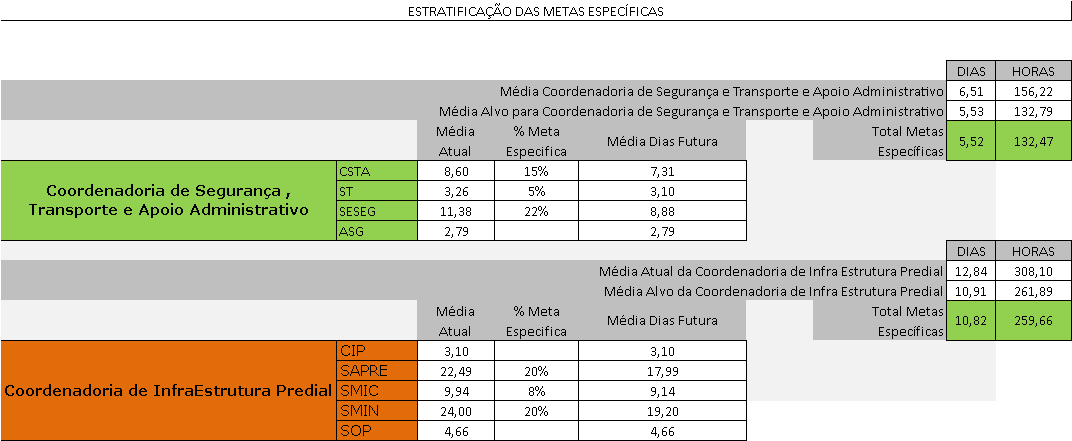 ESTRATIFICAÇÃO DAS METAS ESPECÍFICAS
DIAS HORAS
Média Coordenadoria de Segurança e Transporte e Apoio Administrativo 6,51 156,22
Média Alvo para Coordenadoria de Segurança e Transporte e Apoio Administrativo 5,53 132,79
Média Atual % Meta Especifica Média Dias Futura Total Metas Específicas 5,52 132,47
Coordenadoria de Segurança , Transporte e Apoio Administrativo
CSTA 8,60 15% 7,31
ST 3,26 5% 3,10
SESEG 11,38 22% 8,88
ASG 2,79 2,79
DIAS HORAS
Média Atual da Coordenadoria de Infra Estrutura Predial 12,84 308,10
Média Alvo da Coordenadoria de Infra Estrutura Predial 10,91 261,89
Média Atual % Meta Especifica Média Dias Futura Total Metas Específicas 10,82 259,66
Coordenadoria de InfraEstrutura Predial
CIP 3,10 3,10
SAPRE 22,49 20% 17,99
SMIC 9,94 8% 9,14
SMIN 24,00 20% 19,20
SOP 4,66 4,66